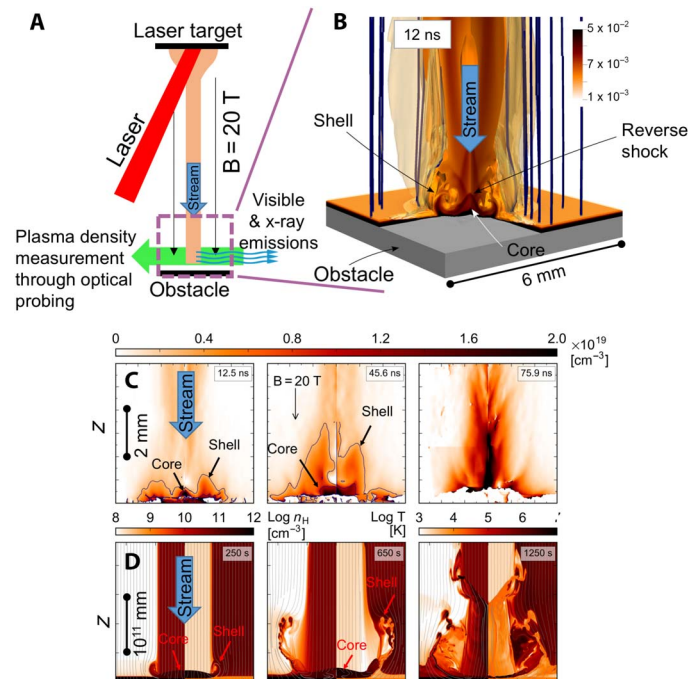 A
Laser target
Laser
B = 20 T
Stream
Visible
& x-ray
emissions
Plasma density
measurement
through optical
probing
Obstacle
B
12 ns
5 x 10⁻²
7 x 10⁻³
1 x 10⁻³
Stream
Shell
Reverse
shock
Core
Obstacle
6 mm
0
0.4
0.8
1.2
1.6
2.0
×10¹⁹
[cm⁻³]
C
12.5 ns
Stream
Z
2 mm
Core
Shell
B = 20 T
45.6 ns
Core
Shell
75.9 ns
8
9
10
11
12
Log n_H
[cm⁻³]
Log T
[K]
3
4
5
6
D
250 s
Stream
Z
10¹¹ mm
Core
Shell
650 s
Shell
Core
1250 s